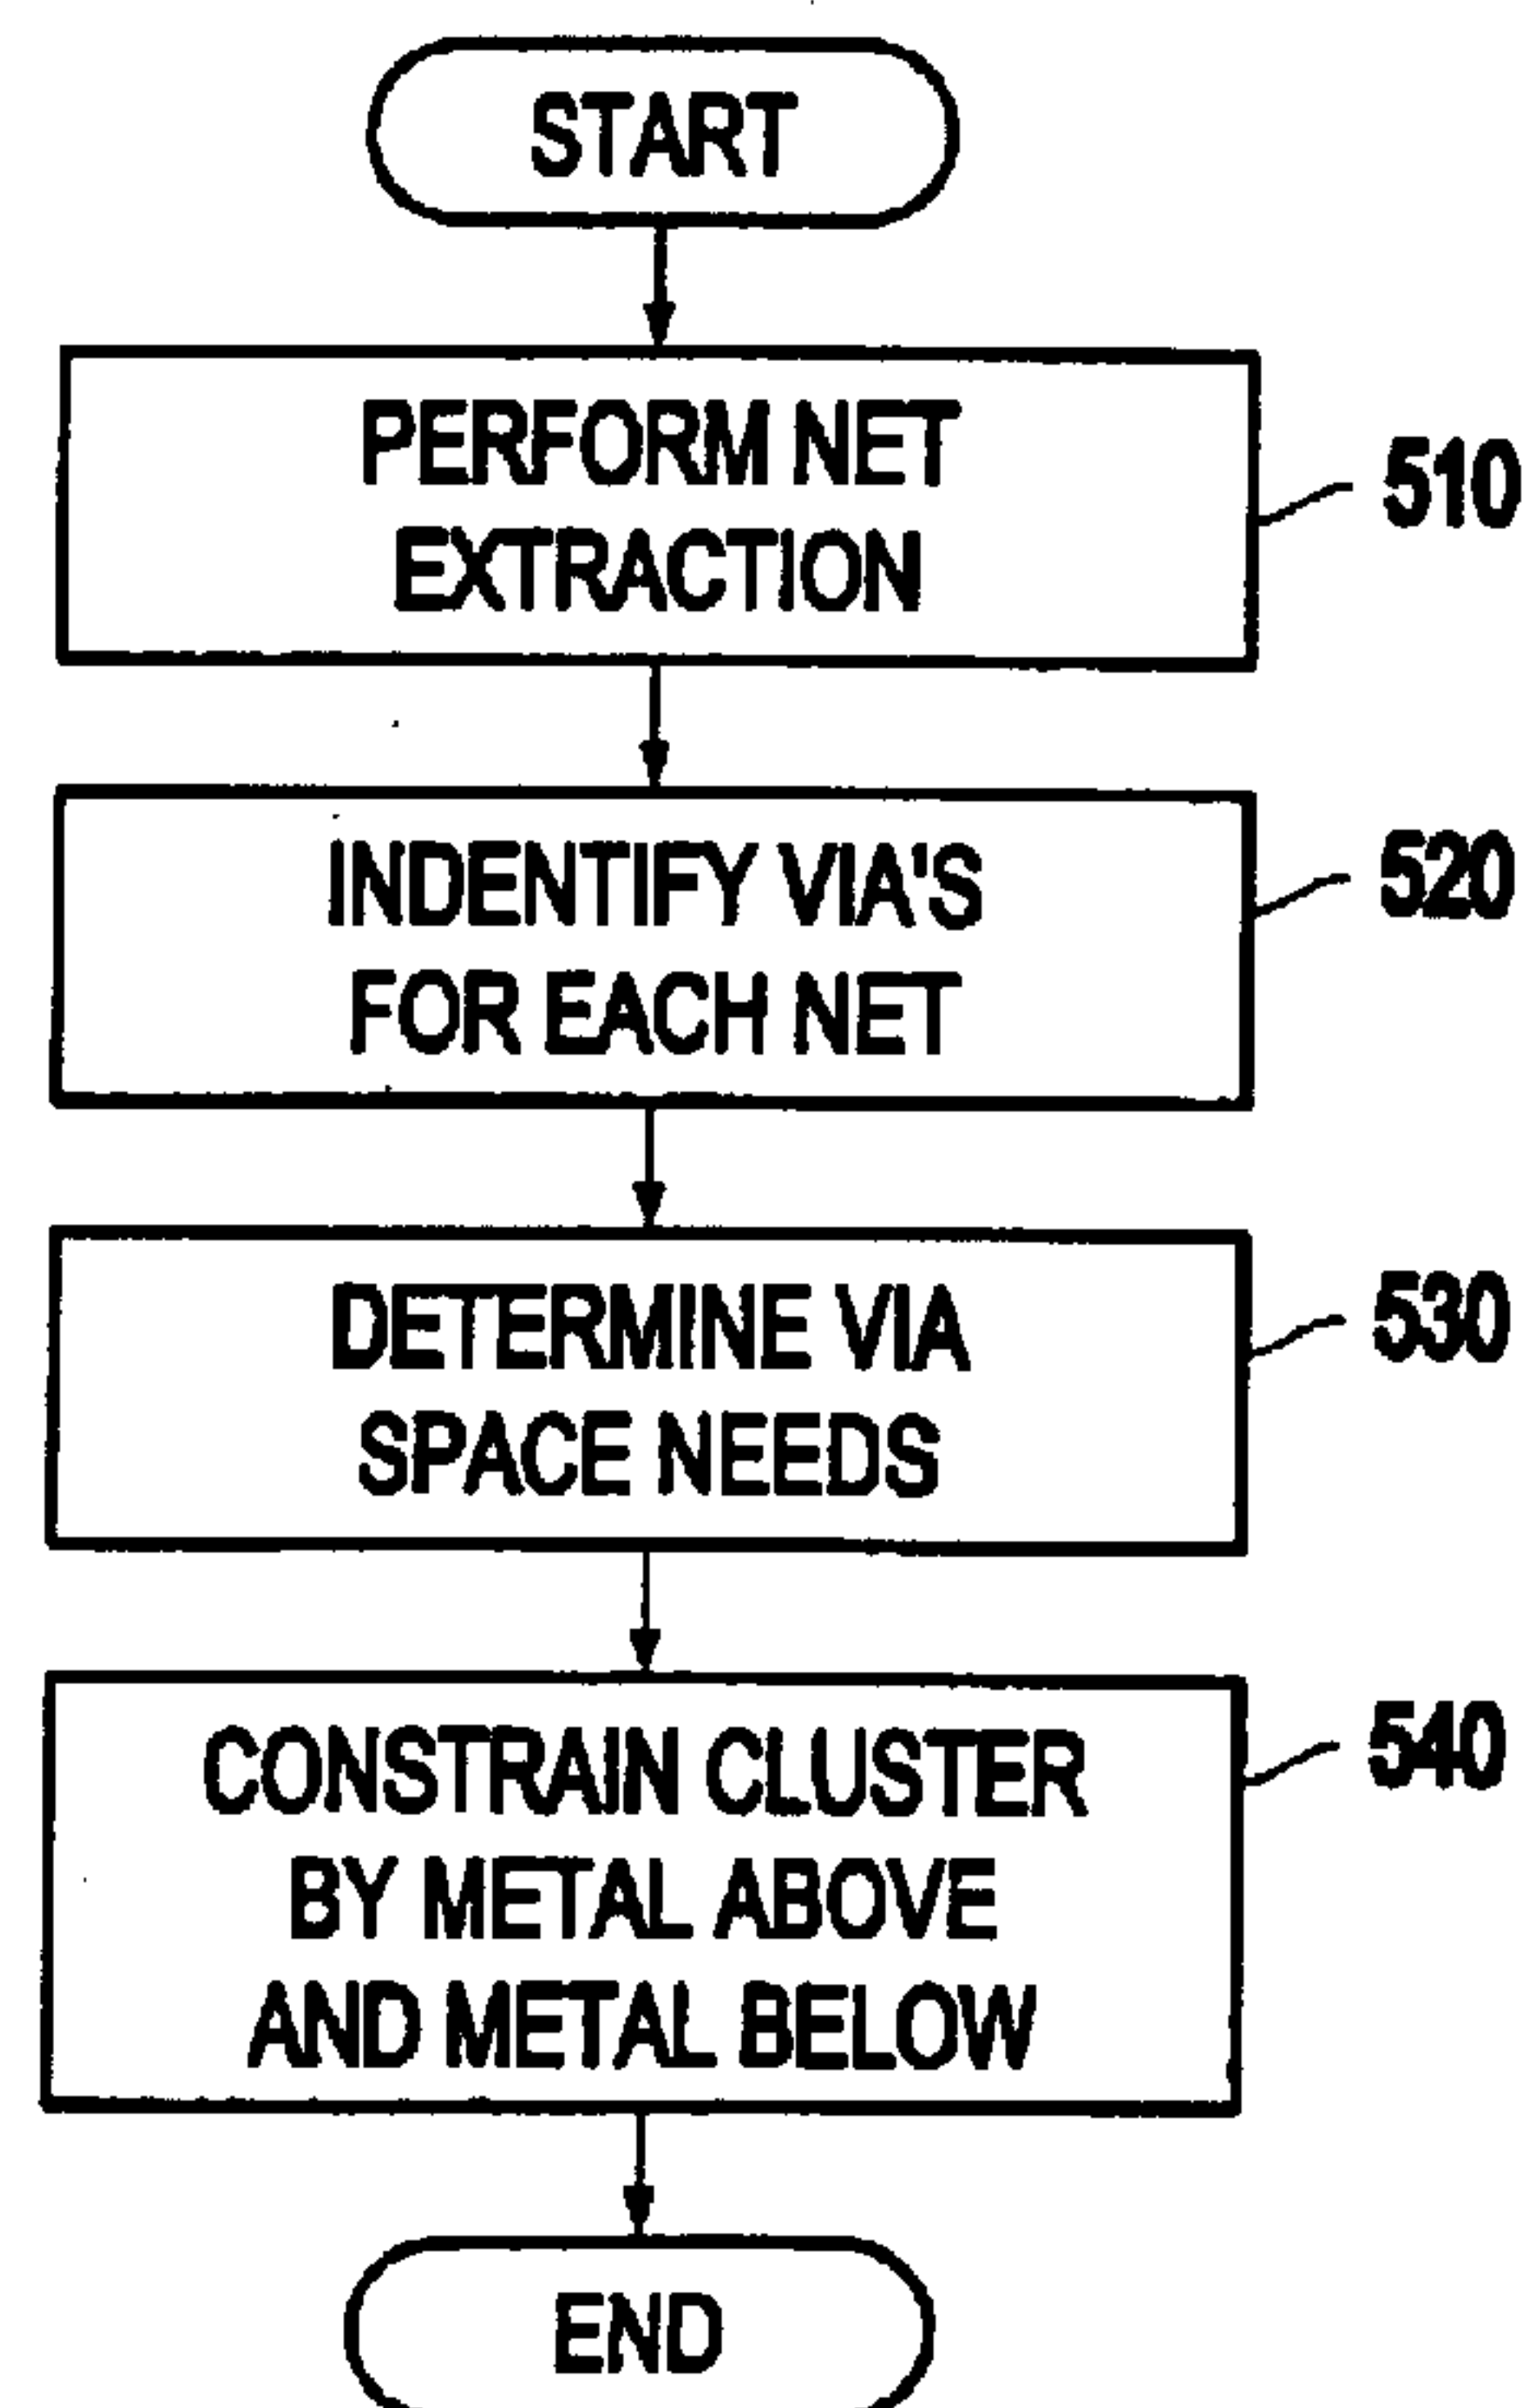 START
PERFORM NET
EXTRACTION
510
INDENTIFY VIA'S
FOR EACH NET
520
DETERMINE VIA
SPACE NEEDS
530
CONSTRAIN CLUSTER
BY METAL ABOVE
AND METAL BELOW
540
END